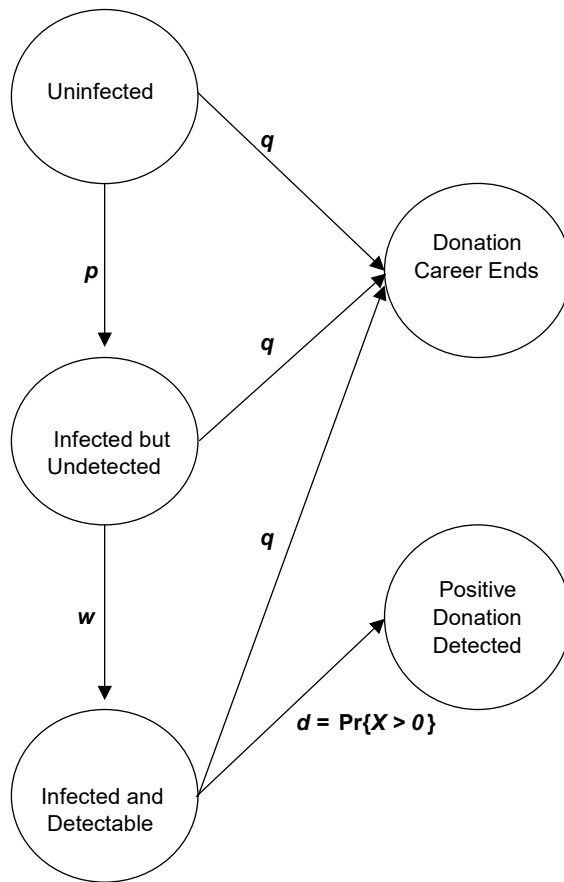 Uninfected
q
Donation
Career Ends
p
q
Infected but
Undetected
q
w
Positive
Donation
Detected
d = Pr{X > 0}
Infected and
Detectable